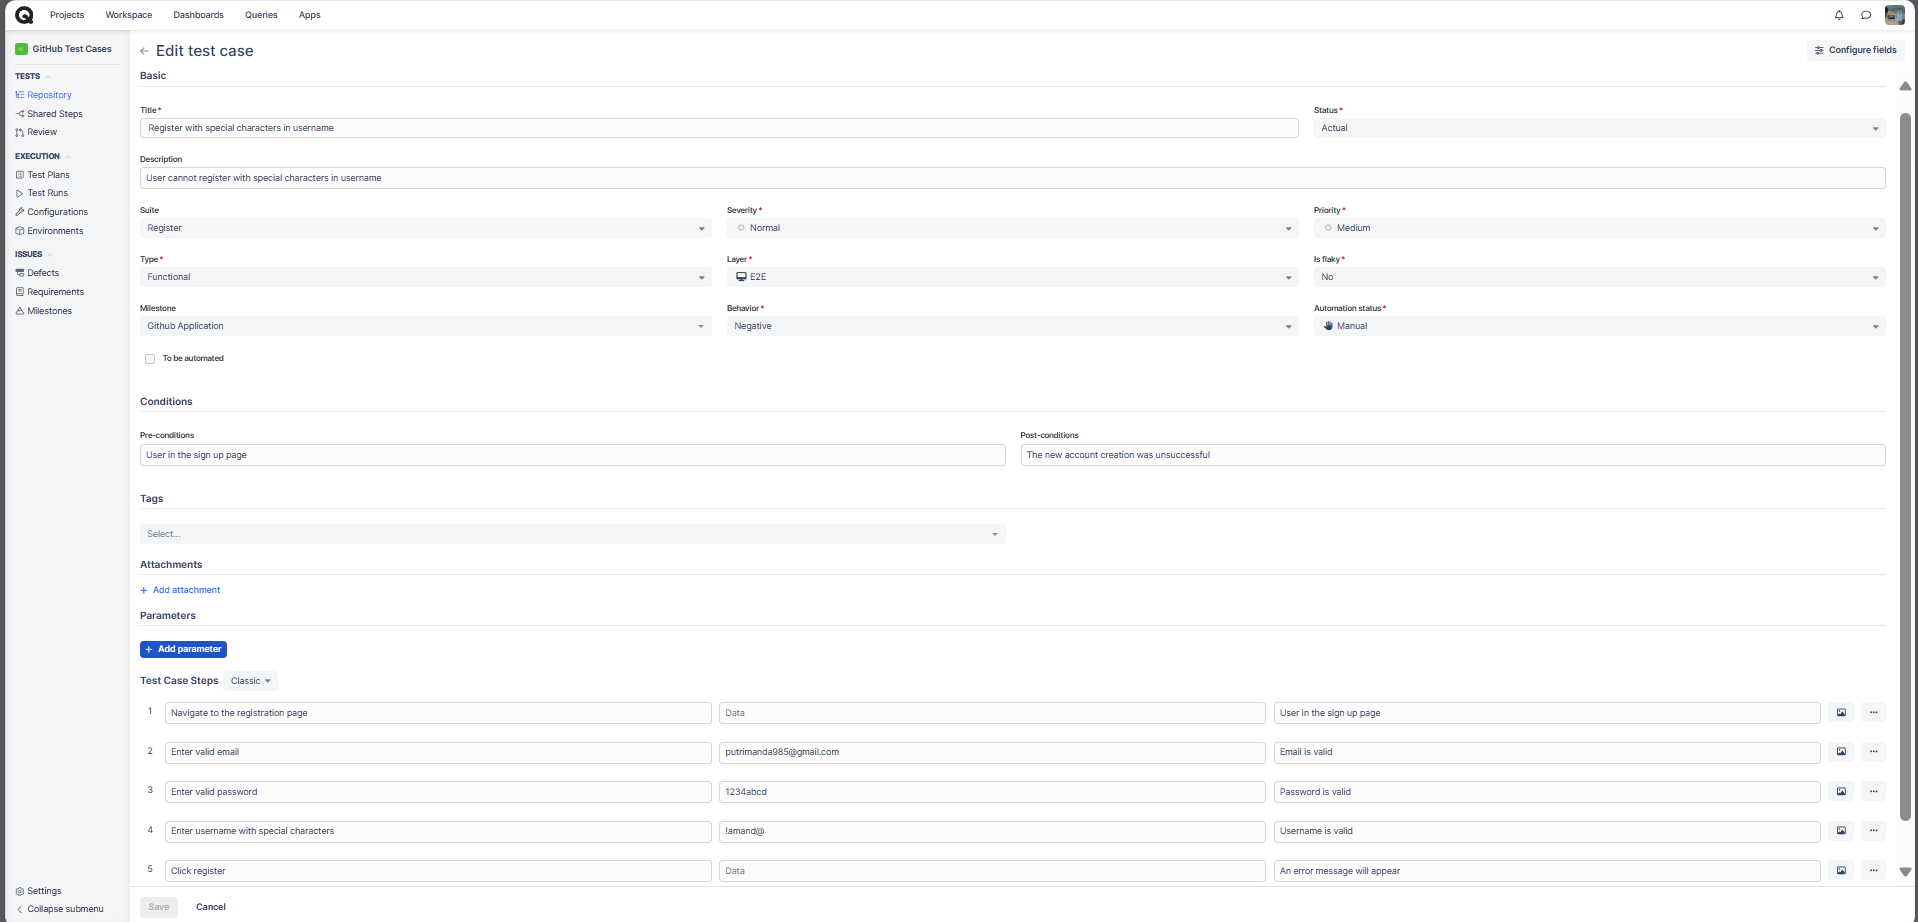 Projects Workspace Dashboards Queries Apps
GitHub Test Cases
TESTS
Repository
Shared Steps
Review
EXECUTION
Test Plans
Test Runs
Configurations
Environments
ISSUES
Defects
Requirements
Milestones
Settings
Collapse submenu
← Edit test case
Configure fields
Basic
Title* Status*
Register with special characters in username Actual
Description
User cannot register with special characters in username
Suite Severity* Priority*
Register Normal Medium
Type* Layer* Is flaky*
Functional E2E No
Milestone Behavior* Automation status*
Github Application Negative Manual
To be automated
Conditions
Pre-conditions Post-conditions
User in the sign up page The new account creation was unsuccessful
Tags
Select...
Attachments
+ Add attachment
Parameters
+ Add parameter
Test Case Steps Classic
1 Navigate to the registration page Data User in the sign up page
2 Enter valid email putrimanda985@gmail.com Email is valid
3 Enter valid password 1234abcd Password is valid
4 Enter username with special characters !amand@ Username is valid
5 Click register Data An error message will appear
Save Cancel